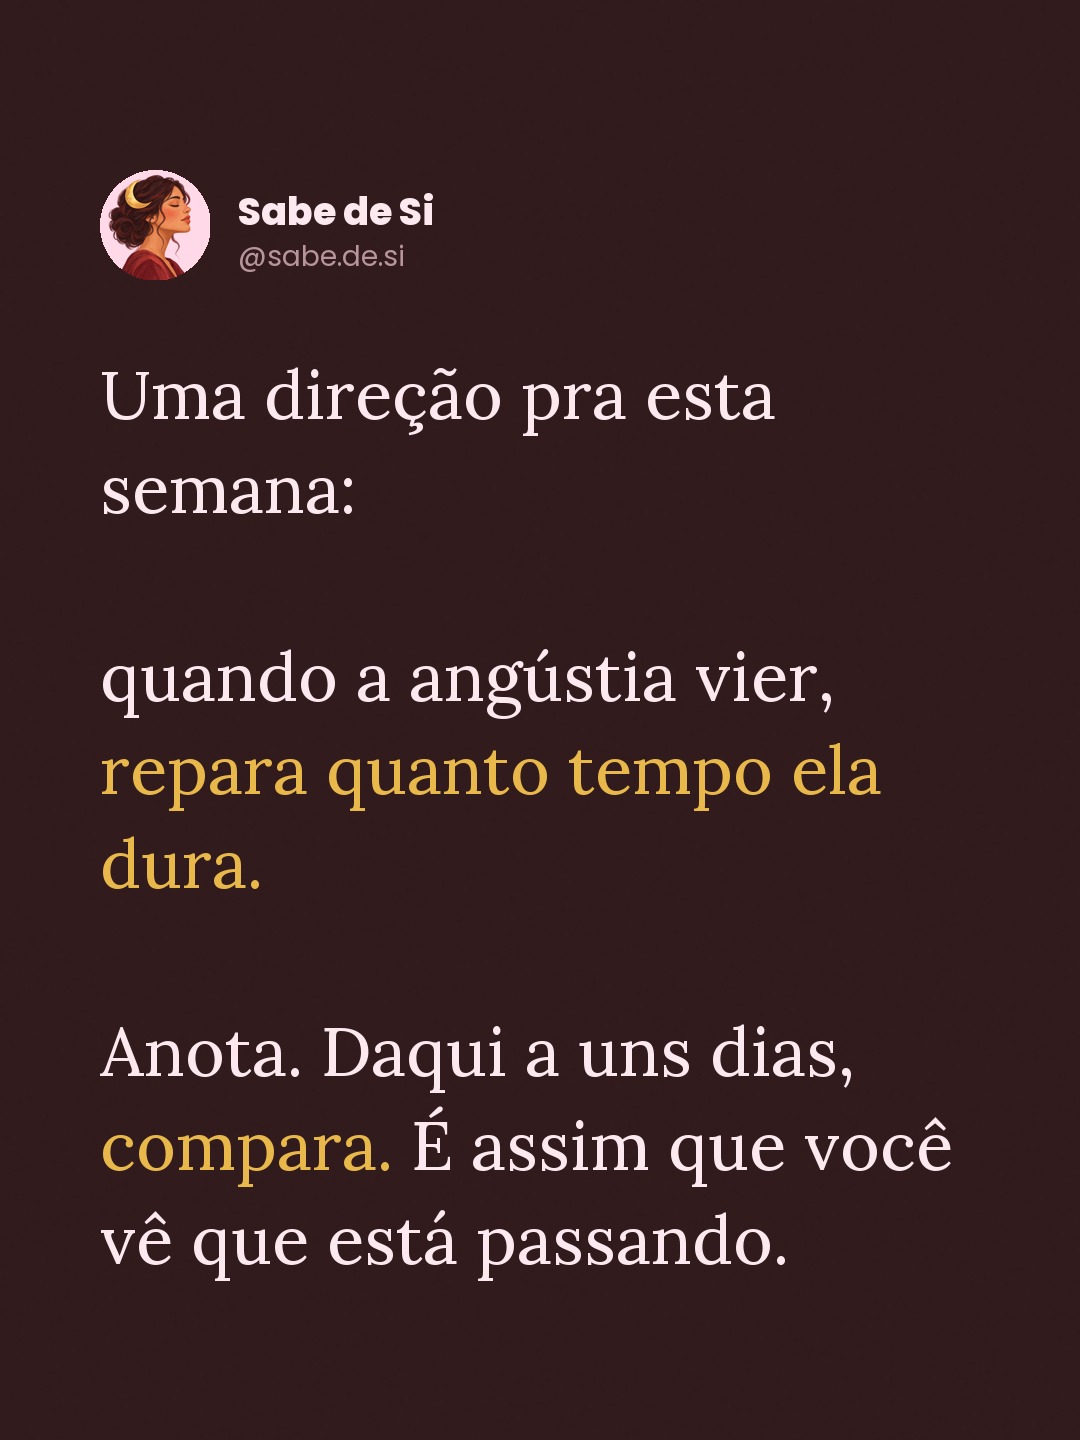 Sabe de Si
@sabe.de.si
Uma direção pra esta
semana:
quando a angústia vier,
repara quanto tempo ela
dura.
Anota. Daqui a uns dias,
compara. É assim que você
vê que está passando.